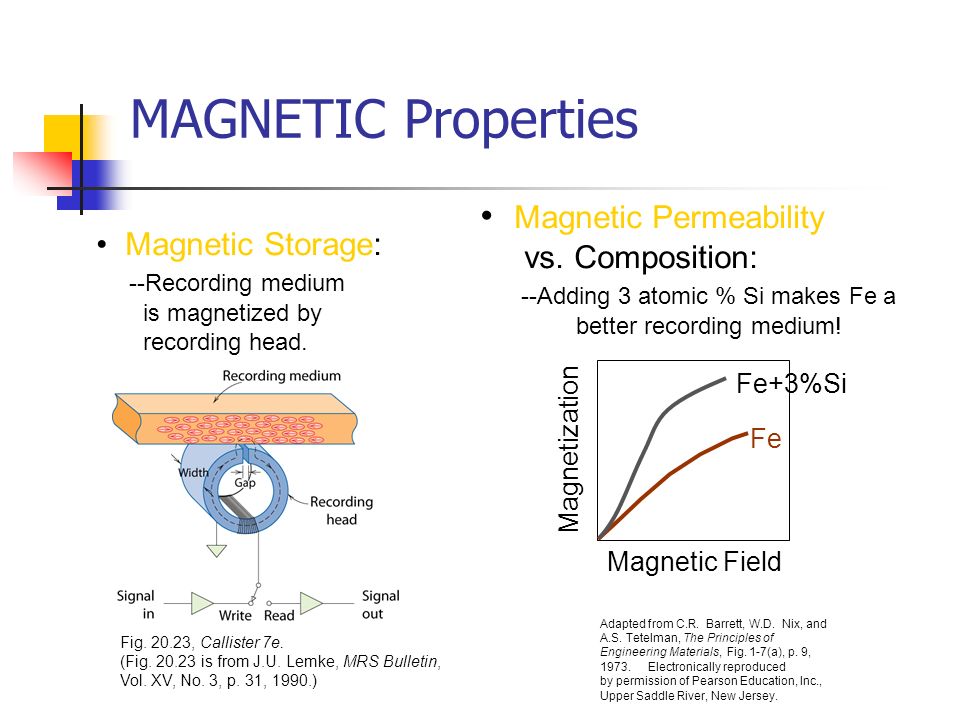 MAGNETIC Properties
• Magnetic Storage:
--Recording medium
is magnetized by
recording head.
Recording medium
Width
Gap
Recording
head
Signal
in
Write
Read
Signal
out
Fig. 20.23, Callister 7e.
(Fig. 20.23 is from J.U. Lemke, MRS Bulletin,
Vol. XV, No. 3, p. 31, 1990.)
• Magnetic Permeability
vs. Composition:
--Adding 3 atomic % Si makes Fe a
better recording medium!
Magnetization
Fe+3%Si
Fe
Magnetic Field
Adapted from C.R. Barrett, W.D. Nix, and
A.S. Tetelman, The Principles of
Engineering Materials, Fig. 1-7(a), p. 9,
1973. Electronically reproduced
by permission of Pearson Education, Inc.,
Upper Saddle River, New Jersey.